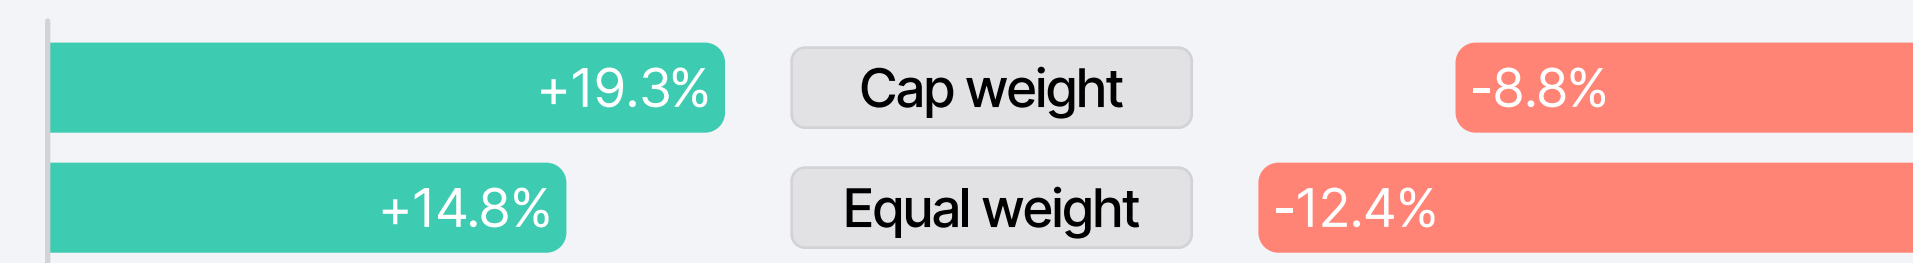 +19.3% Cap weight -8.8%
+14.8% Equal weight -12.4%